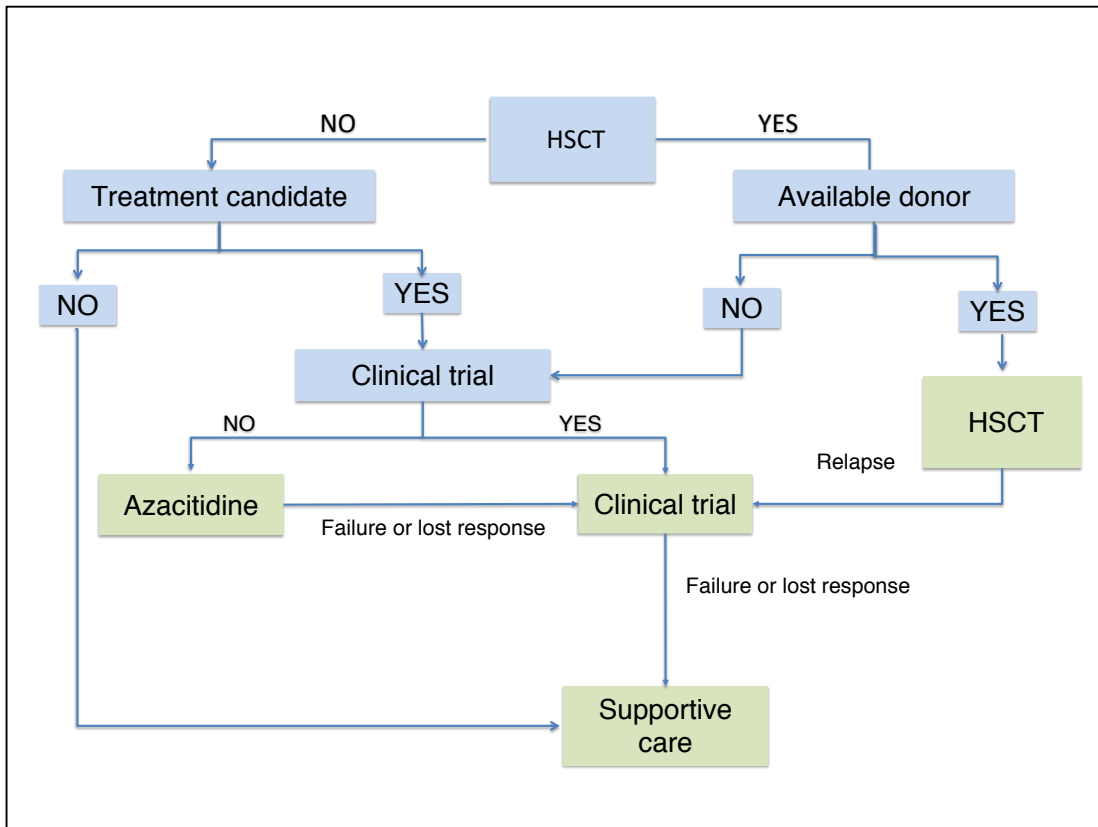 NO
HSCT
YES
Treatment candidate
Available donor
NO
YES
NO
YES
Clinical trial
HSCT
NO
YES
Relapse
Azacitidine
Clinical trial
Failure or lost response
Failure or lost response
Supportive
care